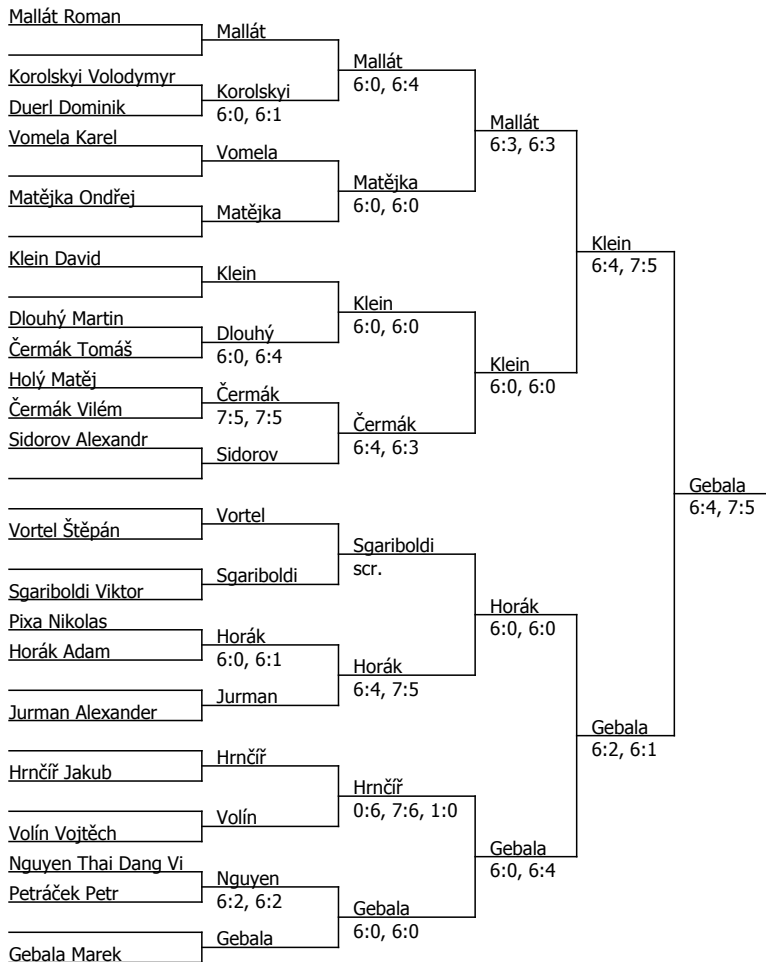 Mallát Roman
Korolskyi Volodymyr
Duerl Dominik
Vomela Karel
Matějka Ondřej
Klein David
Dlouhý Martin
Čermák Tomáš
Holý Matěj
Čermák Vilém
Sidorov Alexandr
Vortel Štěpán
Sgariboldi Viktor
Pixa Nikolas
Horák Adam
Jurman Alexander
Hrnčíř Jakub
Volín Vojtěch
Nguyen Thai Dang Vi
Petráček Petr
Gebala Marek
Mallát
Korolskyi
6:0, 6:1
Vomela
Matějka
Klein
Dlouhý
6:0, 6:4
Čermák
7:5, 7:5
Sidorov
Vortel
Sgariboldi
Horák
6:0, 6:1
Jurman
Hrnčíř
Volín
Nguyen
6:2, 6:2
Gebala
Mallát
6:0, 6:4
Matějka
6:0, 6:0
Klein
6:0, 6:0
Čermák
6:4, 6:3
Sgariboldi
scr.
Horák
6:4, 7:5
Hrnčíř
0:6, 7:6, 1:0
Gebala
6:0, 6:0
Mallát
6:3, 6:3
Klein
6:0, 6:0
Horák
6:0, 6:0
Gebala
6:0, 6:4
Klein
6:4, 7:5
Gebala
6:2, 6:1
Gebala
6:4, 7:5